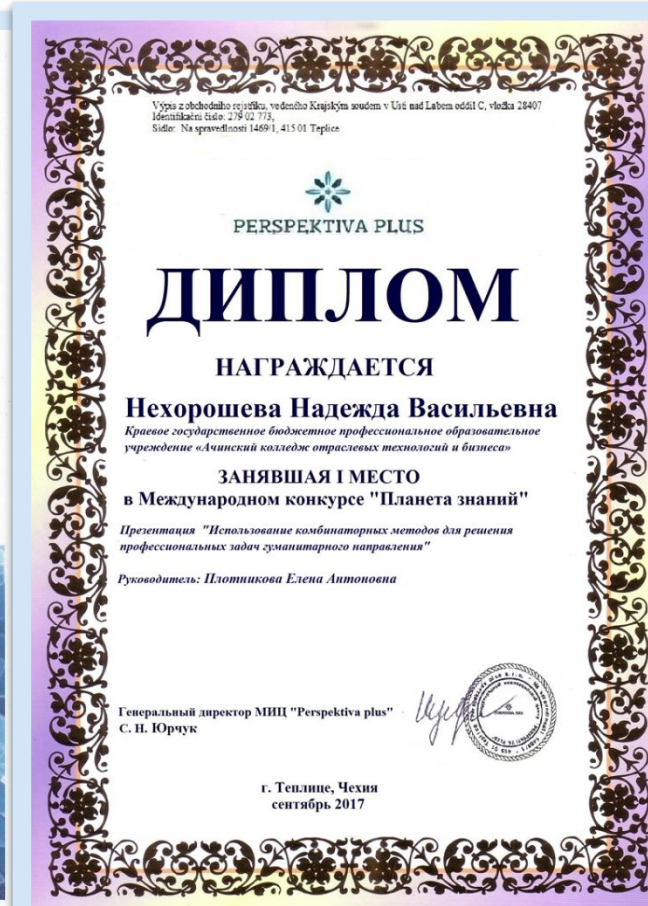 Výpis z obchodního rejstříku, vedeného Krajským soudem v Ústí nad Labem oddíl C, vložka 28407
Identifikační číslo: 279 02 773,
Sídlo: Na spravedlnosti 1469/1, 415 01 Teplice
PERSPEKTIVA PLUS
ДИПЛОМ
НАГРАЖДАЕТСЯ
Нехорошева Надежда Васильевна
Краевое государственное бюджетное профессиональное образовательное
учреждение «Ачинский колледж отраслевых технологий и бизнеса»
ЗАНЯВШАЯ I МЕСТО
в Международном конкурсе "Планета знаний"
Презентация "Использование комбинаторных методов для решения
профессиональных задач гуманитарного направления"
Руководитель: Плотникова Елена Антоновна
Генеральный директор МИЦ "Perspektiva plus"
С. Н. Юрчук
г. Теплице, Чехия
сентябрь 2017